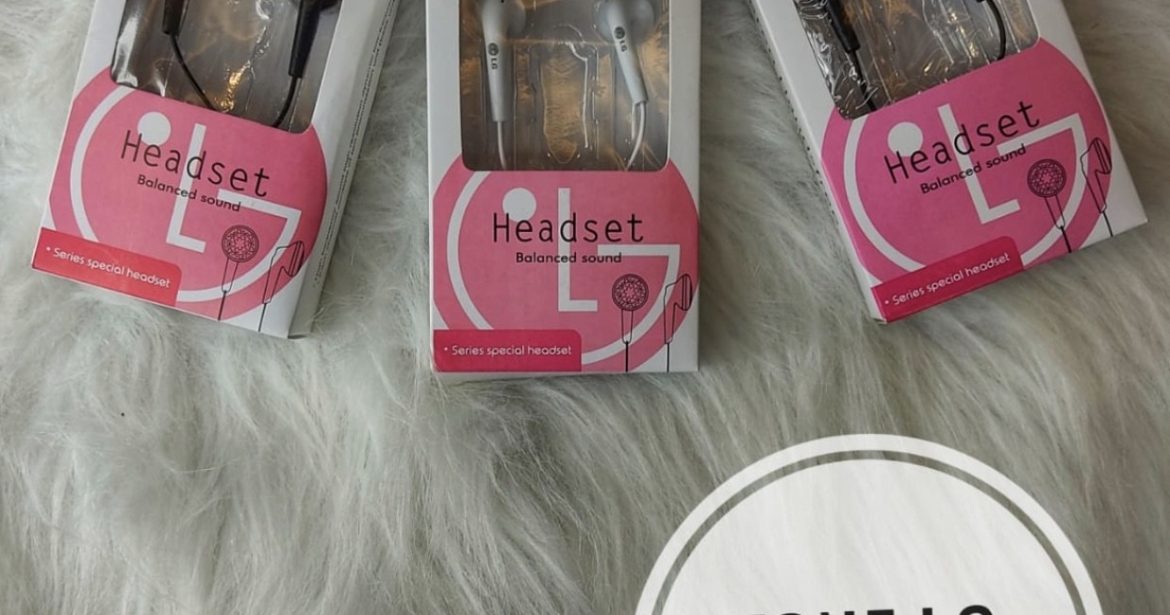 Headset
Balanced sound
• Series special headset
LG
LG
Headset
Balanced sound
• Series special headset
Headset
Balanced sound
• Series special headset